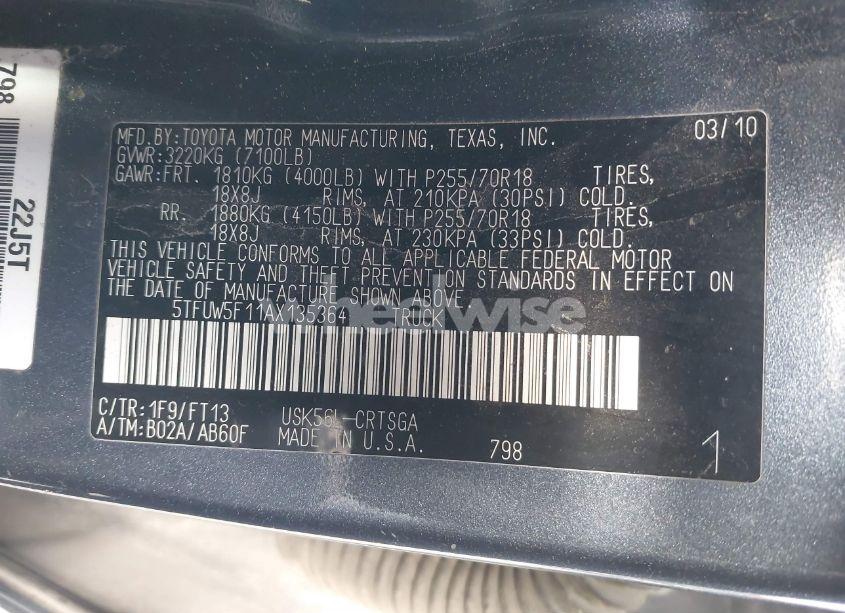 MFD.BY:TOYOTA MOTOR MANUFACTURING, TEXAS, INC. 03/10
GVWR:3220KG (7100LB)
GAWR:FRT. 1810KG (4000LB) WITH P255/70R18 TIRES,
18X8J RIMS, AT 210KPA (30PSI) COLD.
RR. 1880KG (4150LB) WITH P255/70R18 TIRES,
18X8J RIMS, AT 230KPA (33PSI) COLD.
THIS VEHICLE CONFORMS TO ALL APPLICABLE FEDERAL MOTOR
VEHICLE SAFETY AND THEFT PREVENTION STANDARDS IN EFFECT ON
THE DATE OF MANUFACTURE SHOWN ABOVE
5TFUW5F11AX135364 TRUCK
wheelwise
C/TR:1F9/FT13 USK56L-CRTSGA
A/TM:B02A/AB60F MADE IN U.S.A. 798 1
798
22J5T